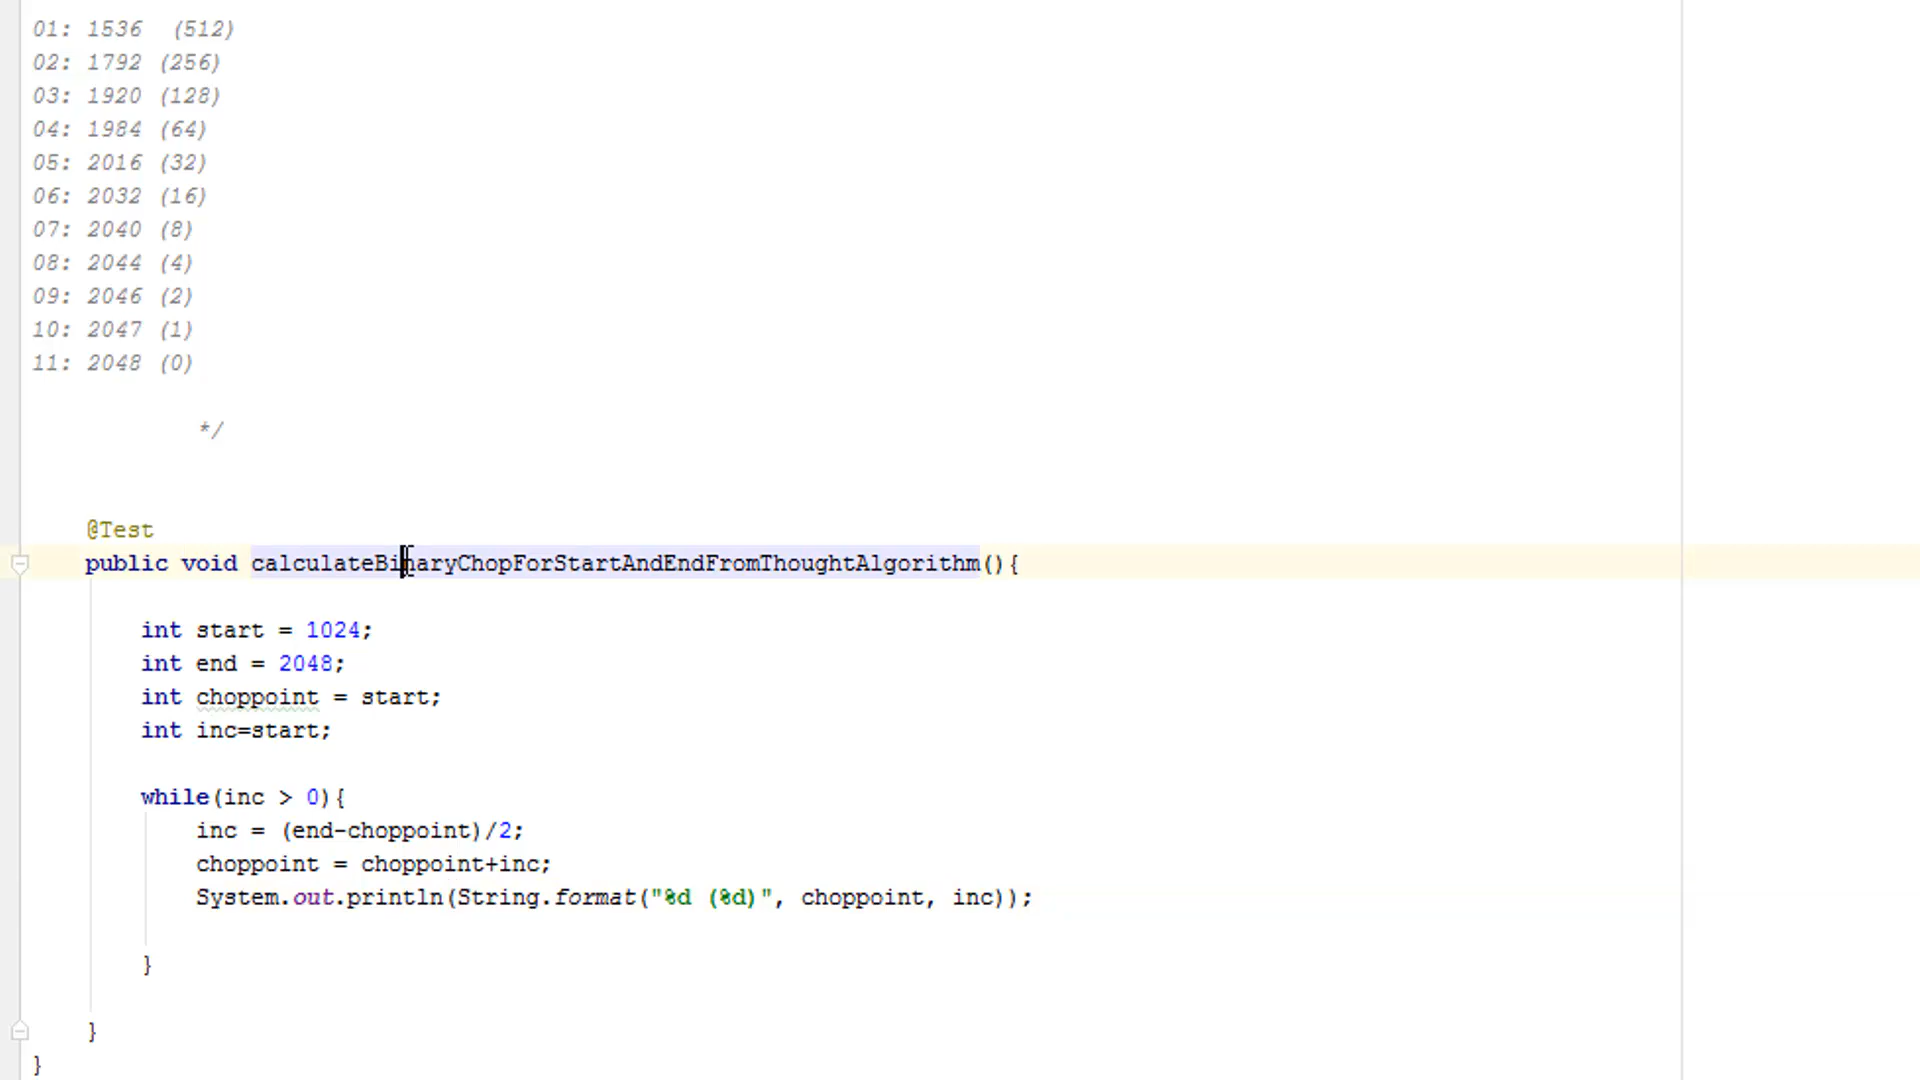 01: 1536  (512)
02: 1792 (256)
03: 1920 (128)
04: 1984 (64)
05: 2016 (32)
06: 2032 (16)
07: 2040 (8)
08: 2044 (4)
09: 2046 (2)
10: 2047 (1)
11: 2048 (0)
*/
@Test
public void calculateBinaryChopForStartAndEndFromThoughtAlgorithm(){
int start = 1024;
int end = 2048;
int choppoint = start;
int inc=start;
while(inc > 0){
inc = (end-choppoint)/2;
choppoint = choppoint+inc;
System.out.println(String.format("%d (%d)", choppoint, inc));
}
}
}